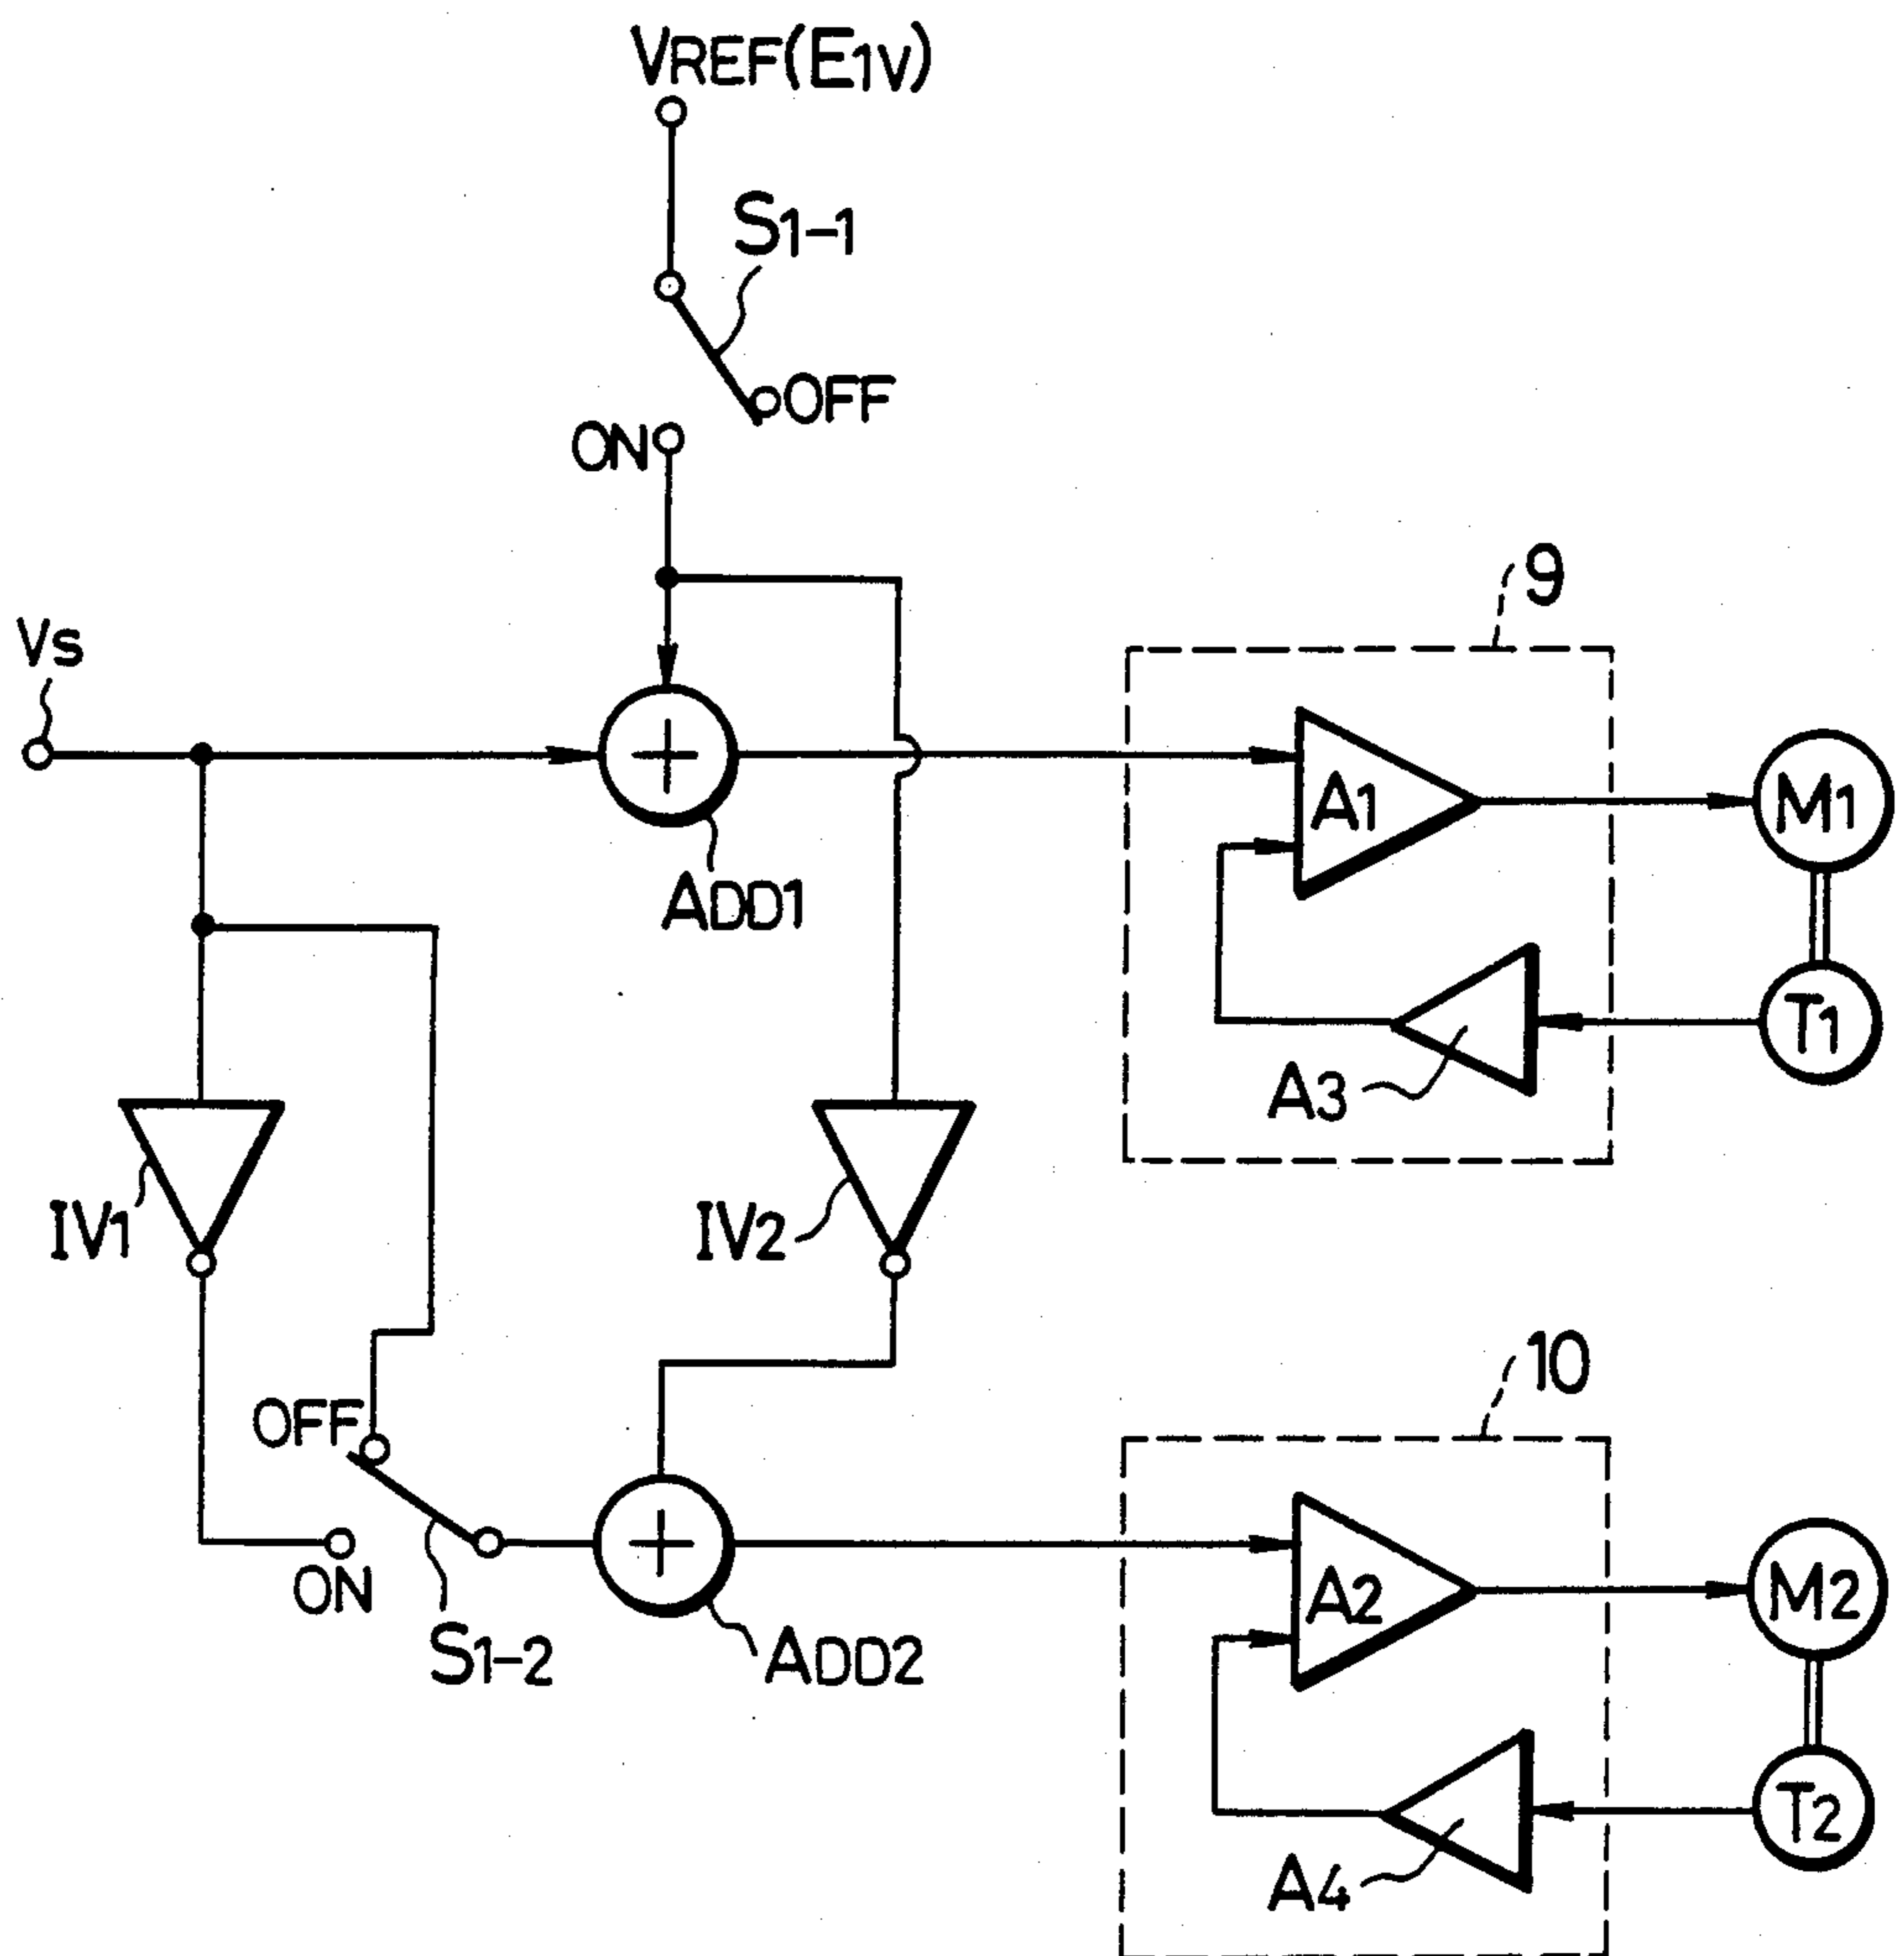 VREF(E1V)
S1-1
OFF
ON
9
Vs
A1
M1
ADD1
T1
A3
IV1
IV2
10
OFF
ON
A2
M2
S1-2
ADD2
T2
A4